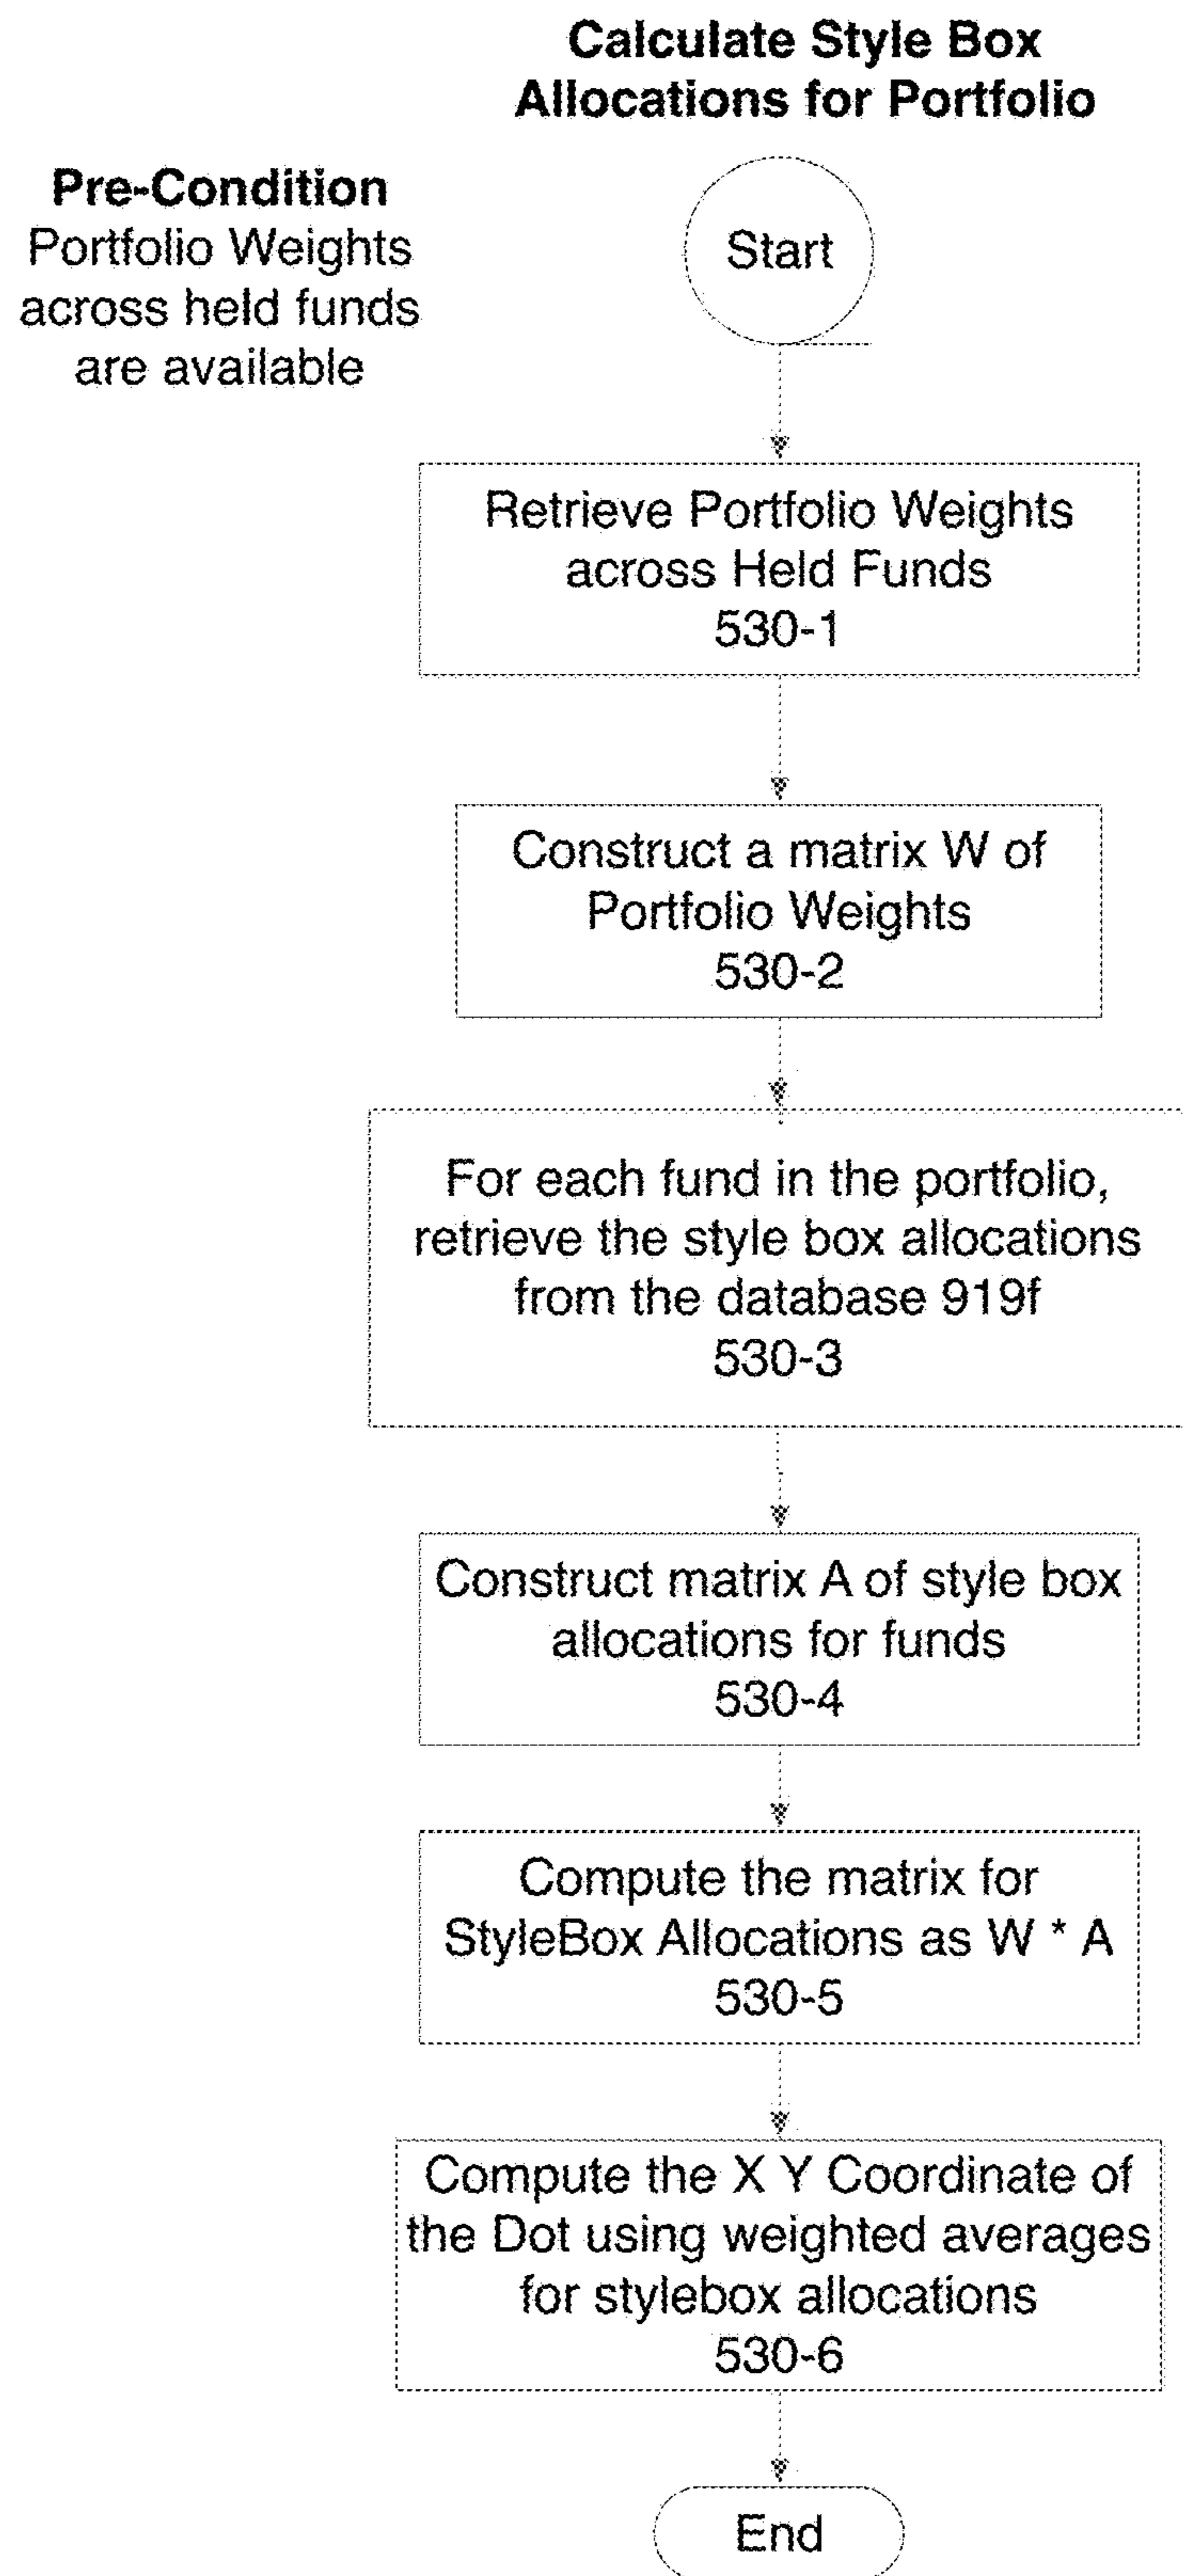 Calculate Style Box
Allocations for Portfolio
Pre-Condition
Portfolio Weights
across held funds
are available
Start
Retrieve Portfolio Weights
across Held Funds
530-1
Construct a matrix W of
Portfolio Weights
530-2
For each fund in the portfolio,
retrieve the style box allocations
from the database 919f
530-3
Construct matrix A of style box
allocations for funds
530-4
Compute the matrix for
StyleBox Allocations as W * A
530-5
Compute the X Y Coordinate of
the Dot using weighted averages
for stylebox allocations
530-6
End